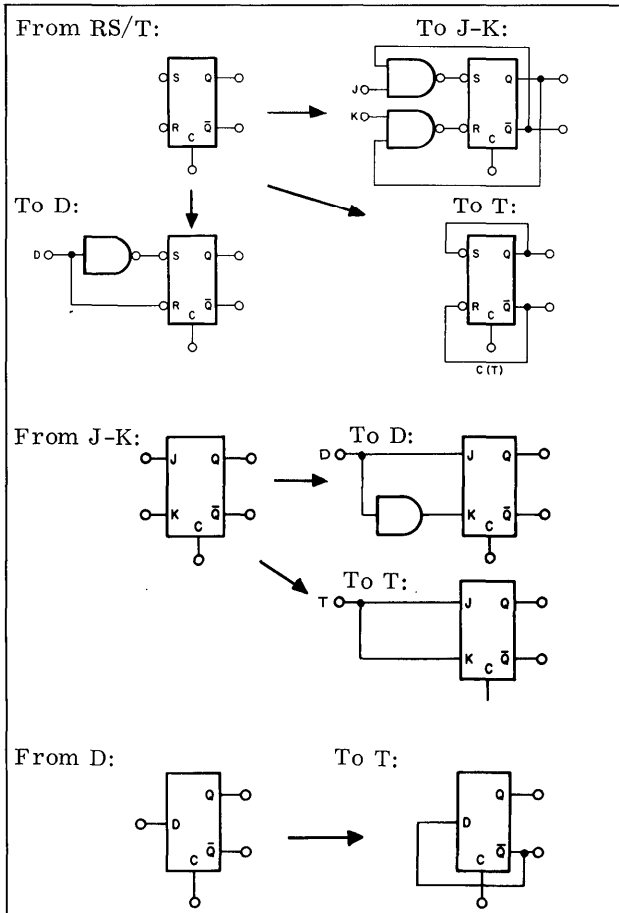 From RS/T:
To J-K:
S Q
R Q̄
C
J
K
S Q
R Q̄
C
To D:
D
S Q
R Q̄
C
To T:
S Q
R Q̄
C
C(T)
From J-K:
J Q
K Q̄
C
To D:
D
J Q
K Q̄
C
To T:
T
J Q
K Q̄
C
From D:
Q
D
Q̄
C
To T:
Q
D
Q̄
C